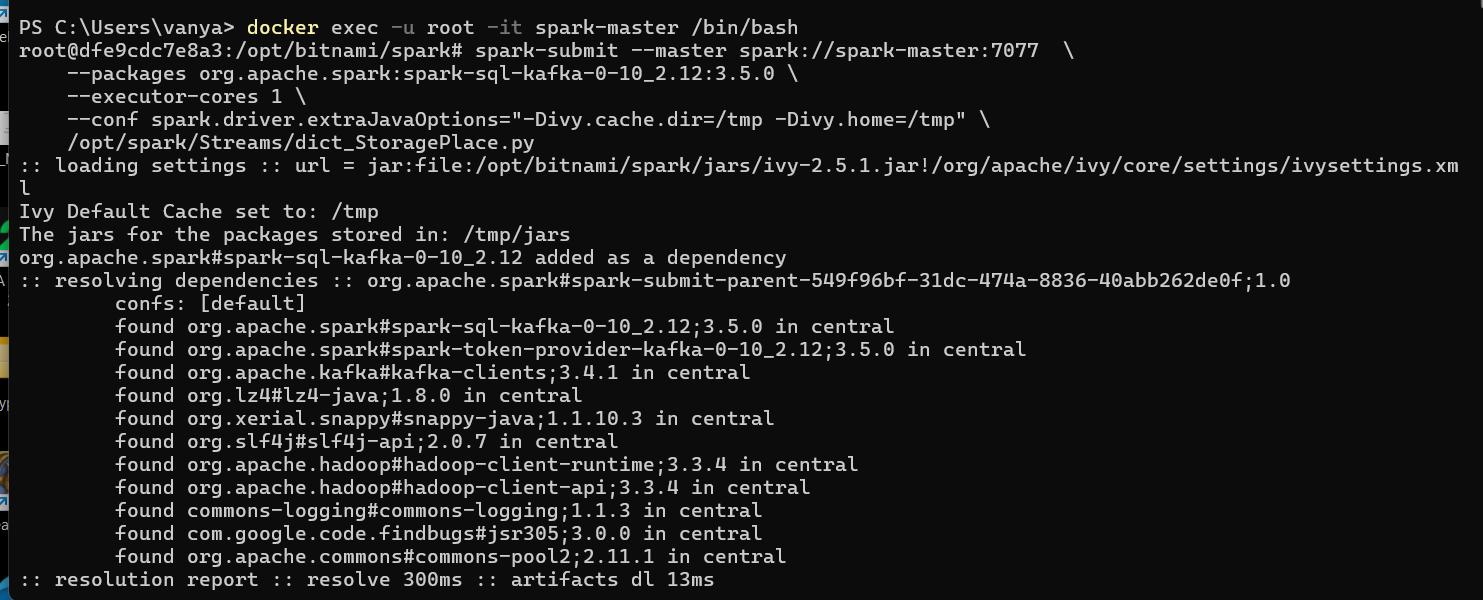 PS C:\Users\vanya> docker exec -u root -it spark-master /bin/bash
root@dfe9cdc7e8a3:/opt/bitnami/spark# spark-submit --master spark://spark-master:7077  \
    --packages org.apache.spark:spark-sql-kafka-0-10_2.12:3.5.0 \
    --executor-cores 1 \
    --conf spark.driver.extraJavaOptions="-Divy.cache.dir=/tmp -Divy.home=/tmp" \
    /opt/spark/Streams/dict_StoragePlace.py
:: loading settings :: url = jar:file:/opt/bitnami/spark/jars/ivy-2.5.1.jar!/org/apache/ivy/core/settings/ivysettings.xm
l
Ivy Default Cache set to: /tmp
The jars for the packages stored in: /tmp/jars
org.apache.spark#spark-sql-kafka-0-10_2.12 added as a dependency
:: resolving dependencies :: org.apache.spark#spark-submit-parent-549f96bf-31dc-474a-8836-40abb262de0f;1.0
        confs: [default]
        found org.apache.spark#spark-sql-kafka-0-10_2.12;3.5.0 in central
        found org.apache.spark#spark-token-provider-kafka-0-10_2.12;3.5.0 in central
        found org.apache.kafka#kafka-clients;3.4.1 in central
        found org.lz4#lz4-java;1.8.0 in central
        found org.xerial.snappy#snappy-java;1.1.10.3 in central
        found org.slf4j#slf4j-api;2.0.7 in central
        found org.apache.hadoop#hadoop-client-runtime;3.3.4 in central
        found org.apache.hadoop#hadoop-client-api;3.3.4 in central
        found commons-logging#commons-logging;1.1.3 in central
        found com.google.code.findbugs#jsr305;3.0.0 in central
        found org.apache.commons#commons-pool2;2.11.1 in central
:: resolution report :: resolve 300ms :: artifacts dl 13ms